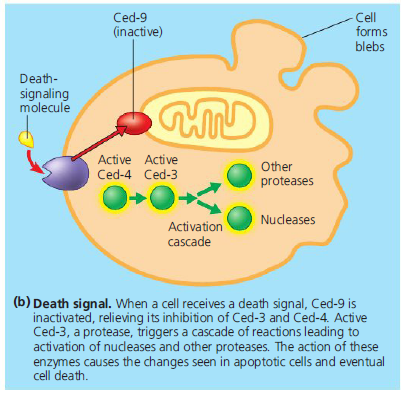 Ced-9
(inactive)
Cell
forms
blebs
Death-
signaling
molecule
Active
Ced-4
Active
Ced-3
Other
proteases
Nucleases
Activation
cascade
(b) Death signal. When a cell receives a death signal, Ced-9 is
inactivated, relieving its inhibition of Ced-3 and Ced-4. Active
Ced-3, a protease, triggers a cascade of reactions leading to
activation of nucleases and other proteases. The action of these
enzymes causes the changes seen in apoptotic cells and eventual
cell death.